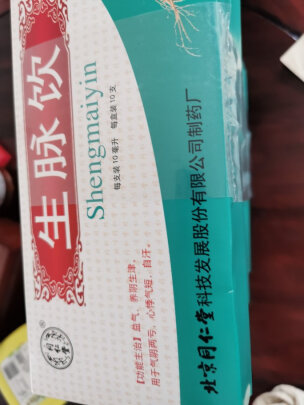 生脉饮
Shengmaiyin
每支装10毫升 每盒装10支
【功能主治】益气，养阴生津。
用于气阴两亏，心悸气短，自汗。
同仁堂
北京同仁堂科技发展股份有限公司制药厂